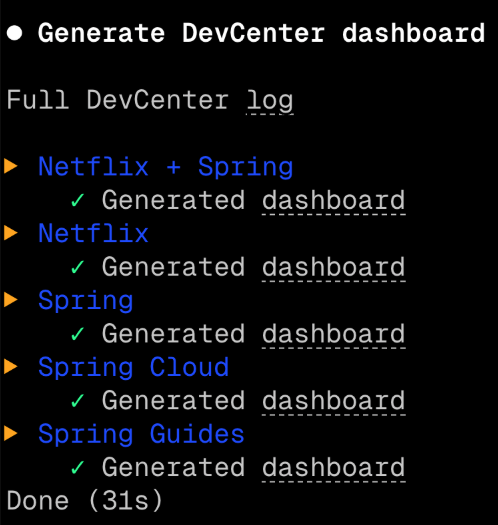 ● Generate DevCenter dashboard
Full DevCenter log
▶ Netflix + Spring
✓ Generated dashboard
▶ Netflix
✓ Generated dashboard
▶ Spring
✓ Generated dashboard
▶ Spring Cloud
✓ Generated dashboard
▶ Spring Guides
✓ Generated dashboard
Done (31s)